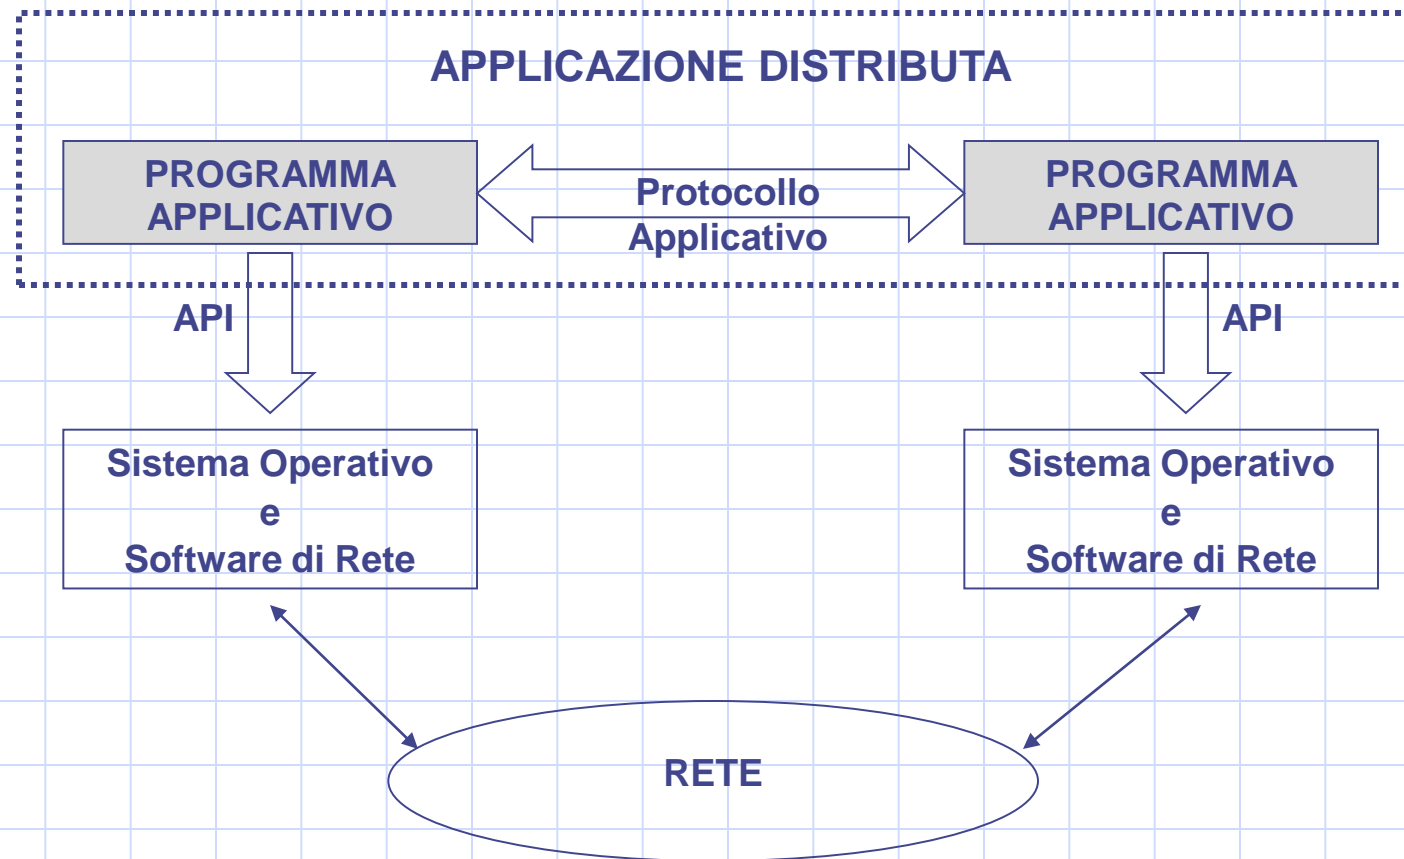 APPLICAZIONE DISTRIBUTA
PROGRAMMA
APPLICATIVO
Protocollo
Applicativo
PROGRAMMA
APPLICATIVO
API
API
Sistema Operativo
e
Software di Rete
Sistema Operativo
e
Software di Rete
RETE